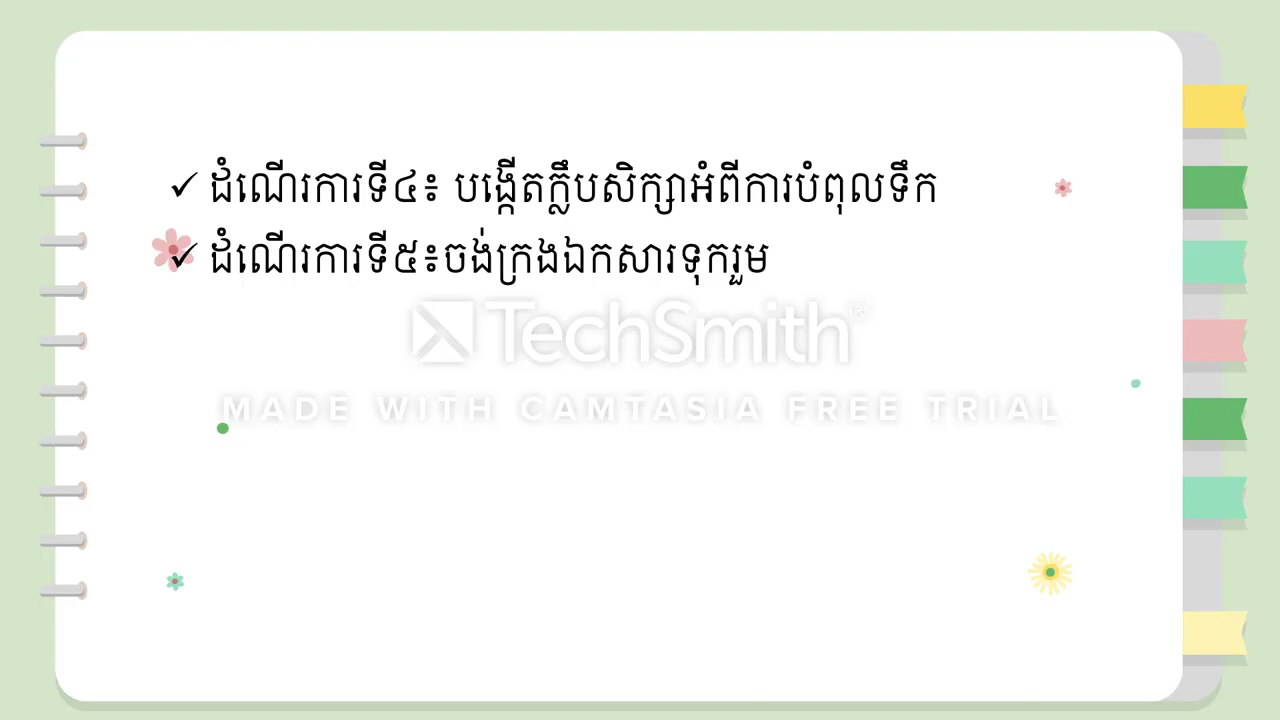 ✓ ដំណើរការទី៤៖ បង្កើតក្លឹបសិក្សាអំពីការបំពុលទឹក
✓ ដំណើរការទី៥៖ចង់ក្រងឯកសារទុករួម
TechSmith®
MADE WITH CAMTASIA FREE TRIAL